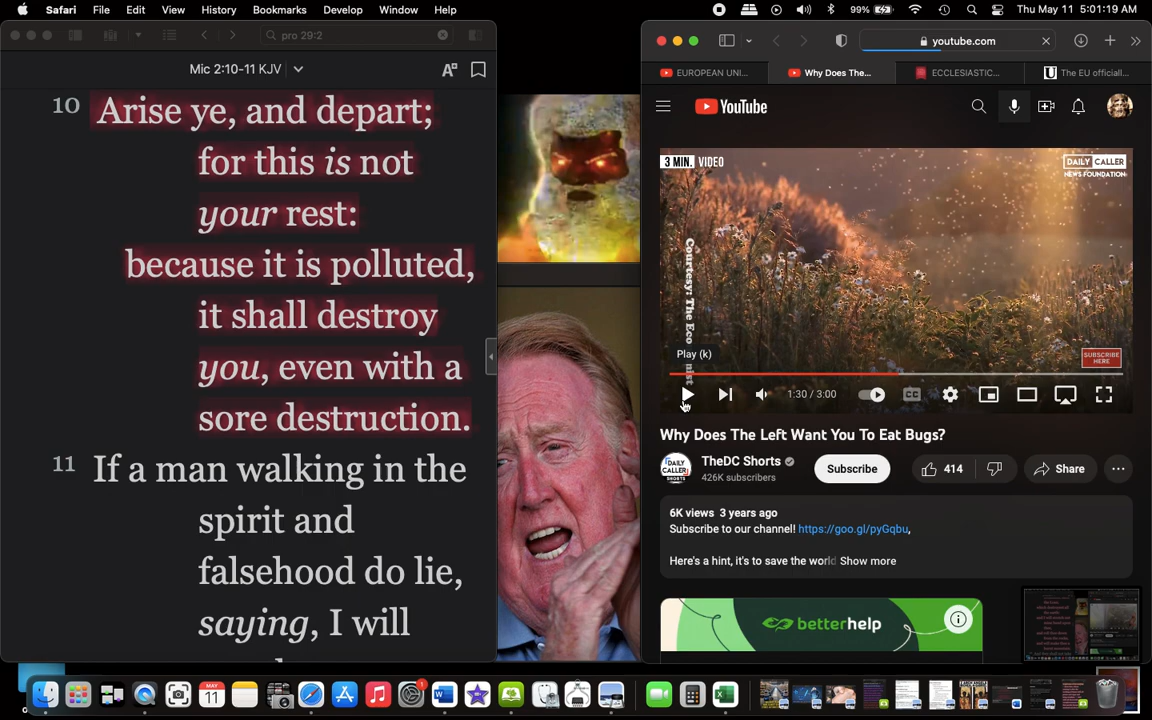 Safari File Edit View History Bookmarks Develop Window Help 99% Thu May 11 5:01:19 AM
pro 29:2
Mic 2:10-11 KJV
10 Arise ye, and depart;
for this is not
your rest:
because it is polluted,
it shall destroy
you, even with a
sore destruction.
11 If a man walking in the
spirit and
falsehood do lie,
saying, I will
youtube.com
EUROPEAN UNI... Why Does The... ECCLESIASTIC... The EU officiall...
YouTube
3 MIN. VIDEO
DAILY CALLER
NEWS FOUNDATION
Courtesy: The Eco
Play (k)
SUBSCRIBE
HERE
1:30 / 3:00
CC
Why Does The Left Want You To Eat Bugs?
TheDC Shorts
426K subscribers
Subscribe
414
Share
6K views 3 years ago
Subscribe to our channel! https://goo.gl/pyGqbu,
Here's a hint, it's to save the world Show more
betterhelp
MAY
11
1